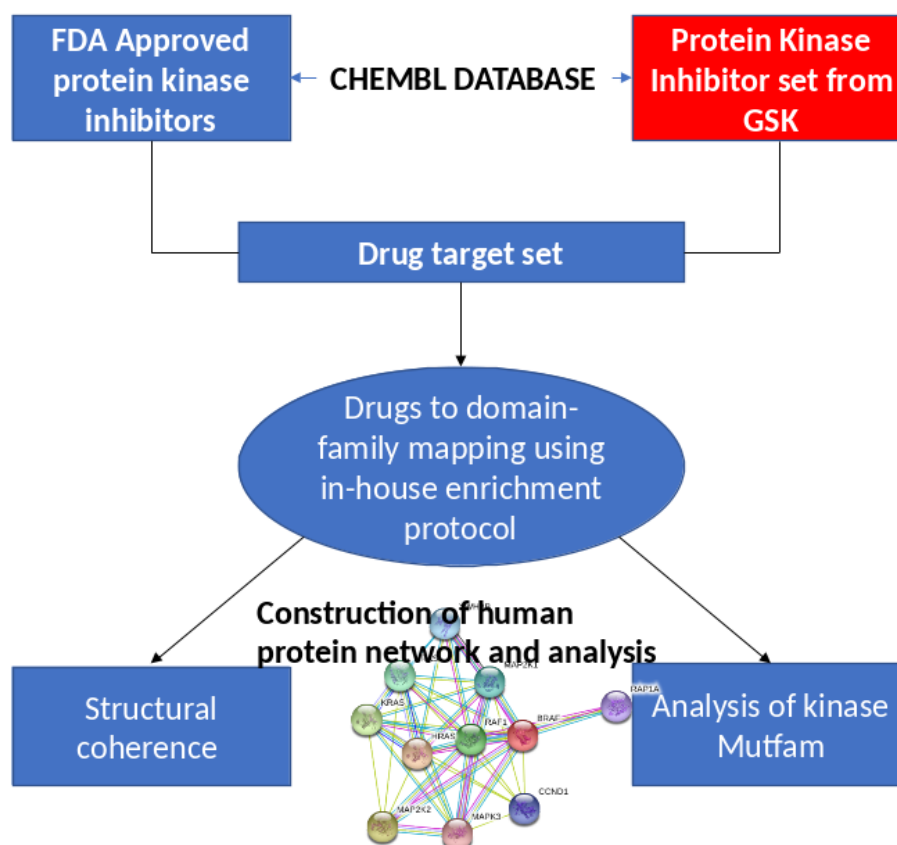 FDA Approved
protein kinase
inhibitors
CHEMBL DATABASE
Protein Kinase
Inhibitor set from
GSK
Drug target set
Drugs to domain-
family mapping using
in-house enrichment
protocol
Construction of human
protein network and analysis
MAP2K1
RAP1A
KRAS
RAF1
BRAF
HRAS
Structural
coherence
Analysis of kinase
Mutfam
CCND1
MAP2K2
MAPK3